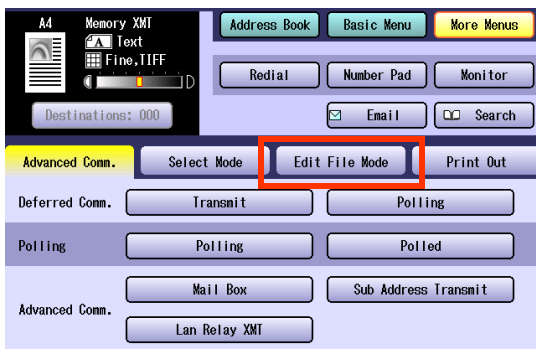 A4 Memory XMT
A Text
Fine,TIFF
D
Destinations: 000
Address Book Basic Menu More Menus
Redial Number Pad Monitor
Email Search
Advanced Comm. Select Mode Edit File Mode Print Out
Deferred Comm. Transmit Polling
Polling Polling Polled
Advanced Comm. Mail Box Sub Address Transmit
Lan Relay XMT